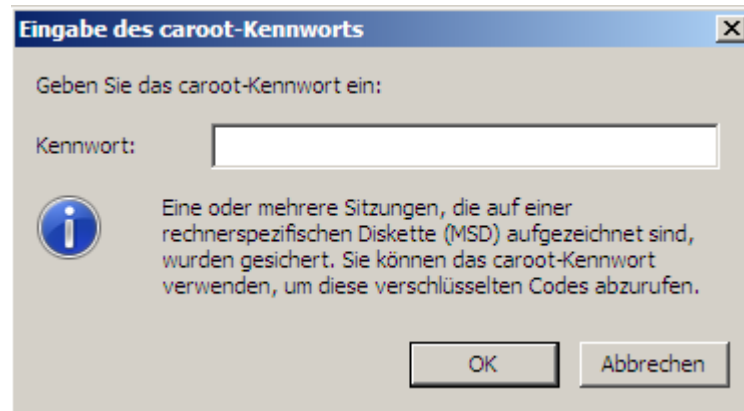 Eingabe des caroot-Kennworts
Geben Sie das caroot-Kennwort ein:
Kennwort:
Eine oder mehrere Sitzungen, die auf einer
rechnerspezifischen Diskette (MSD) aufgezeichnet sind,
wurden gesichert. Sie können das caroot-Kennwort
verwenden, um diese verschlüsselten Codes abzurufen.
OK Abbrechen